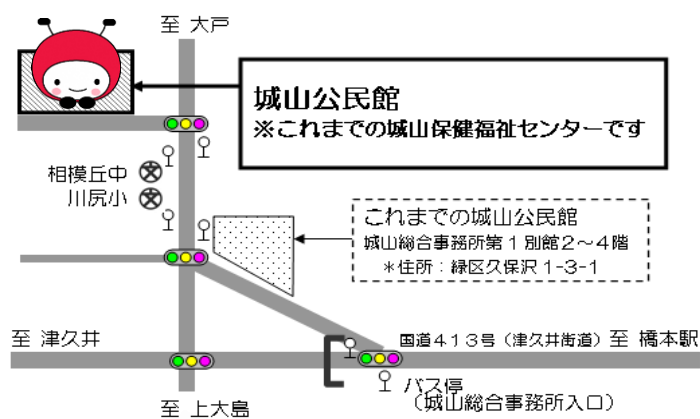 至 大戸
城山公民館
※これまでの城山保健福祉センターです
相模丘中
川尻小
これまでの城山公民館
城山総合事務所第1別館2～4階
*住所：緑区久保沢1-3-1
至 津久井
国道413号（津久井街道）至 橋本駅
バス停
（城山総合事務所入口）
至 上大島